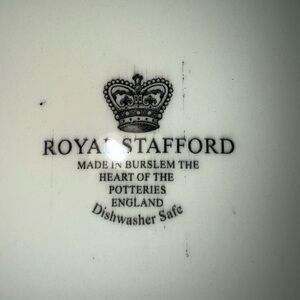 ROYAL STAFFORD
MADE IN BURSLEM THE
HEART OF THE
POTTERIES
ENGLAND
Dishwasher Safe